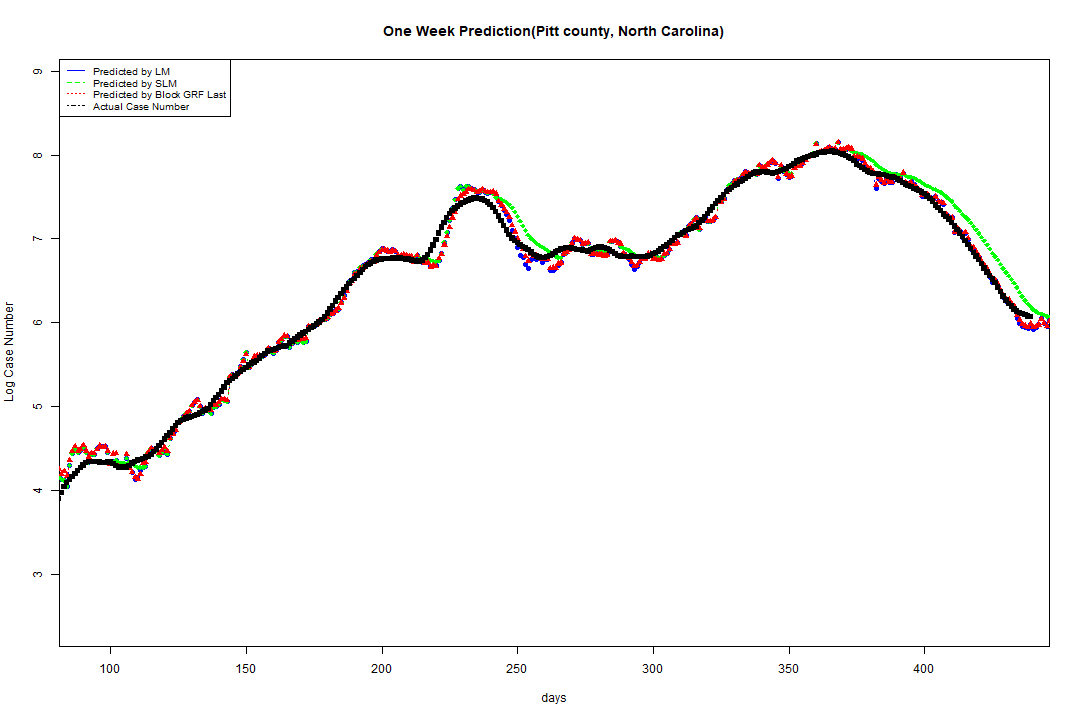 One Week Prediction(Pitt county, North Carolina)
Predicted by LM
Predicted by SLM
Predicted by Block GRF Last
Actual Case Number
9
8
7
6
5
4
3
Log Case Number
100 150 200 250 300 350 400
days